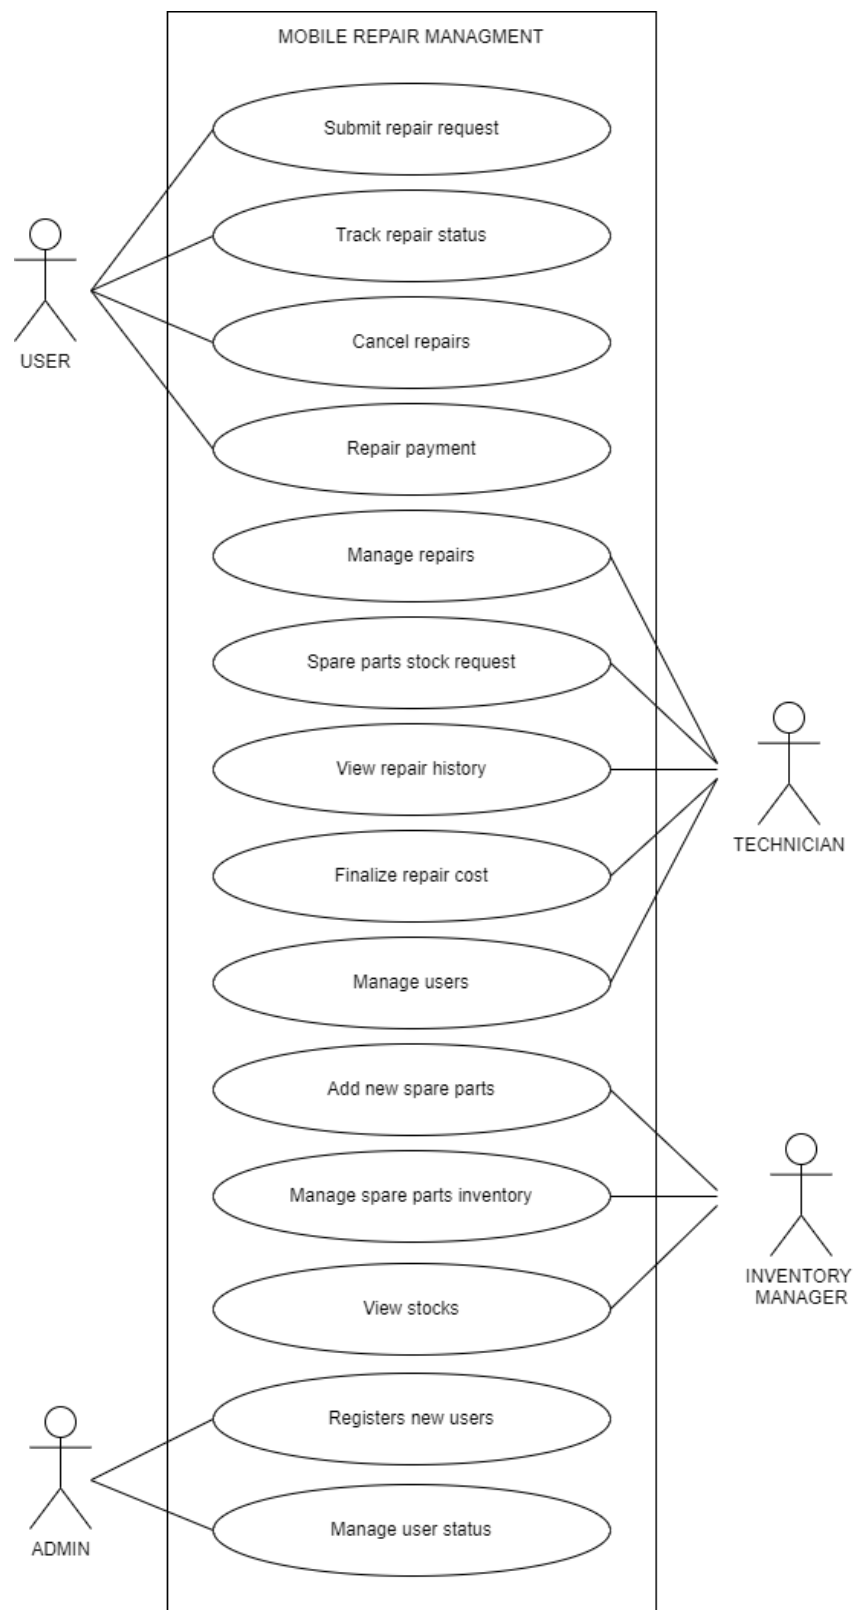 MOBILE REPAIR MANAGMENT
Submit repair request
Track repair status
USER
Cancel repairs
Repair payment
Manage repairs
Spare parts stock request
View repair history
TECHNICIAN
Finalize repair cost
Manage users
Add new spare parts
Manage spare parts inventory
INVENTORY
MANAGER
View stocks
Registers new users
Manage user status
ADMIN